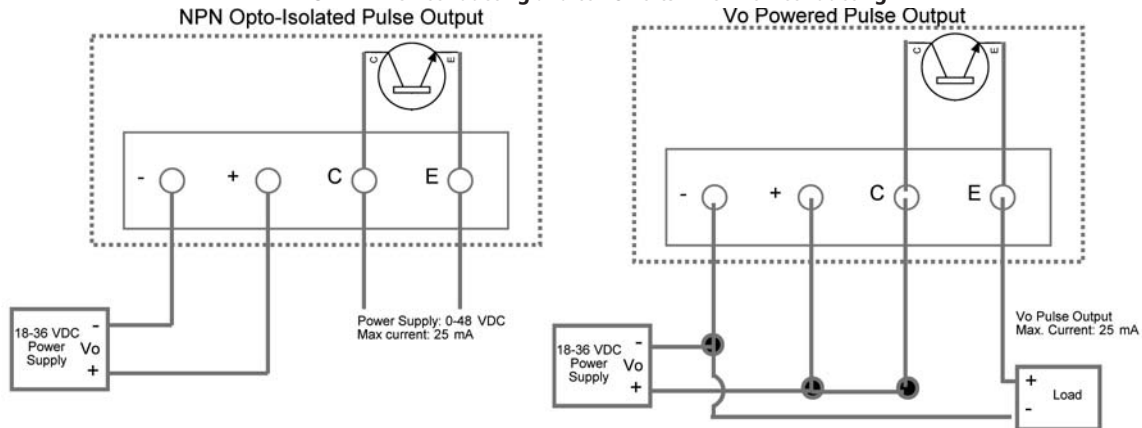 NPN Opto-Isolated Pulse Output
C E
- + C E
18-36 VDC
Power
Supply
-
Vo
+
Power Supply: 0-48 VDC
Max current: 25 mA
Vo Powered Pulse Output
C E
- + C E
18-36 VDC
Power
Supply
-
Vo
+
Vo Pulse Output
Max. Current: 25 mA
+
Load
-